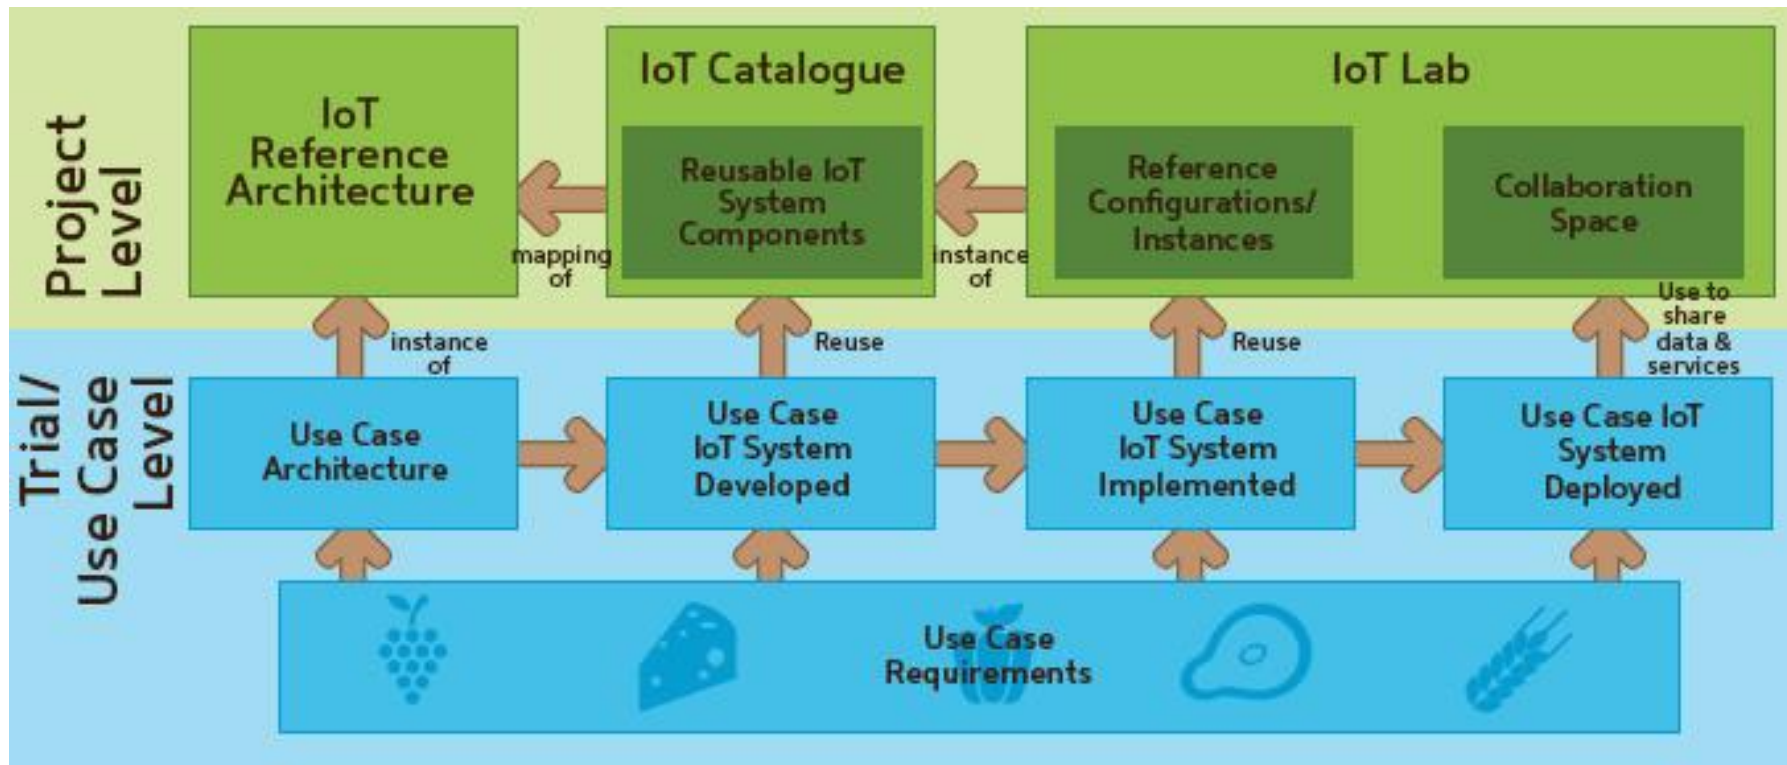 Project
Level
IoT
Reference
Architecture
IoT Catalogue
Reusable IoT
System
Components
IoT Lab
Reference
Configurations/
Instances
Collaboration
Space
mapping
of
instance
of
instance
of
Reuse
Reuse
Use to
share
data &
services
Trial/
Use Case
Level
Use Case
Architecture
Use Case
IoT System
Developed
Use Case
IoT System
Implemented
Use Case IoT
System
Deployed
Use Case
Requirements